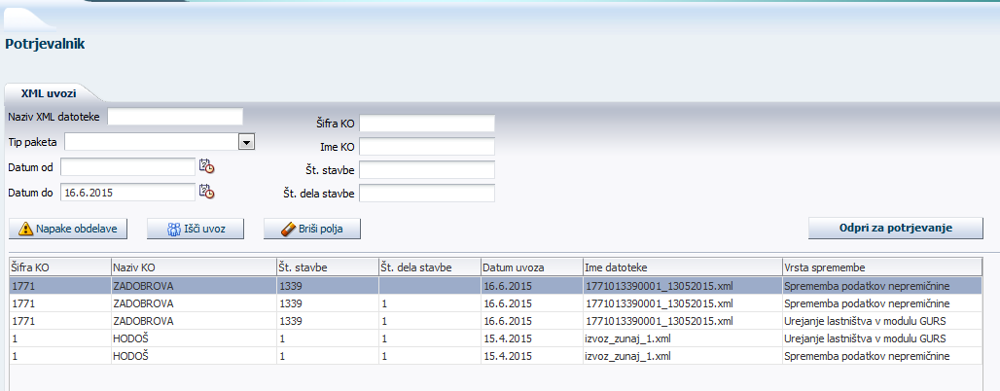 Potrjevalnik
XML uvozi
Naziv XML datoteke
Tip paketa
Datum od
Datum do 16.6.2015
Šifra KO
Ime KO
Št. stavbe
Št. dela stavbe
Napake obdelave Išči uvoz Briši polja Odpri za potrjevanje
Šifra KO Naziv KO Št. stavbe Št. dela stavbe Datum uvoza Ime datoteke Vrsta spremembe
1771 ZADOBROVA 1339 16.6.2015 1771013390001_13052015.xml Sprememba podatkov nepremičnine
1771 ZADOBROVA 1339 1 16.6.2015 1771013390001_13052015.xml Sprememba podatkov nepremičnine
1771 ZADOBROVA 1339 1 16.6.2015 1771013390001_13052015.xml Urejanje lastništva v modulu GURS
1 HODOŠ 1 1 15.4.2015 izvoz_zunaj_1.xml Urejanje lastništva v modulu GURS
1 HODOŠ 1 1 15.4.2015 izvoz_zunaj_1.xml Sprememba podatkov nepremičnine